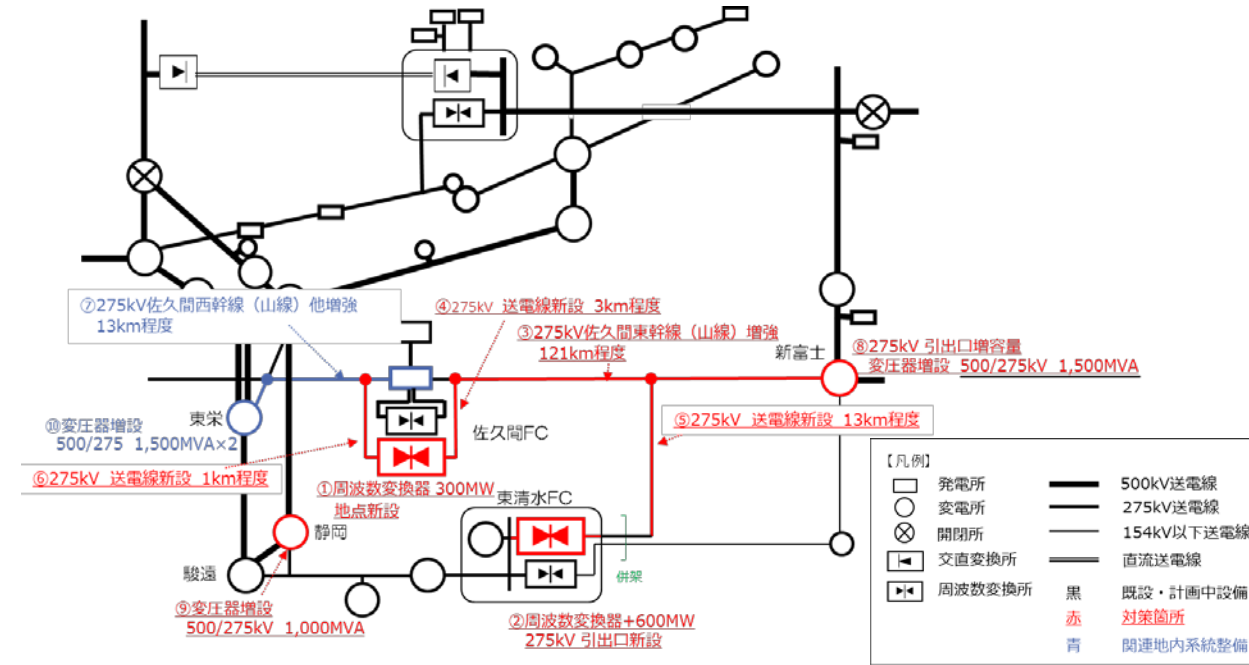 ⑦275kV佐久間西幹線（山線）他増強
13km程度
④275kV 送電線新設 3km程度
③275kV佐久間東幹線（山線）増強
121km程度
新富士
⑧275kV 引出口増容量
変圧器増設 500/275kV 1,500MVA
東栄
⑩変圧器増設
500/275 1,500MVA×2
佐久間FC
⑤275kV 送電線新設 13km程度
⑥275kV 送電線新設 1km程度
①周波数変換器 300MW
地点新設
東清水FC
静岡
駿遠
併架
⑨変圧器増設
500/275kV 1,000MVA
②周波数変換器+600MW
275kV 引出口新設
【凡例】
発電所
変電所
開閉所
交直変換所
周波数変換所
500kV送電線
275kV送電線
154kV以下送電線
直流送電線
黒 既設・計画中設備
赤 対策箇所
青 関連地内系統整備